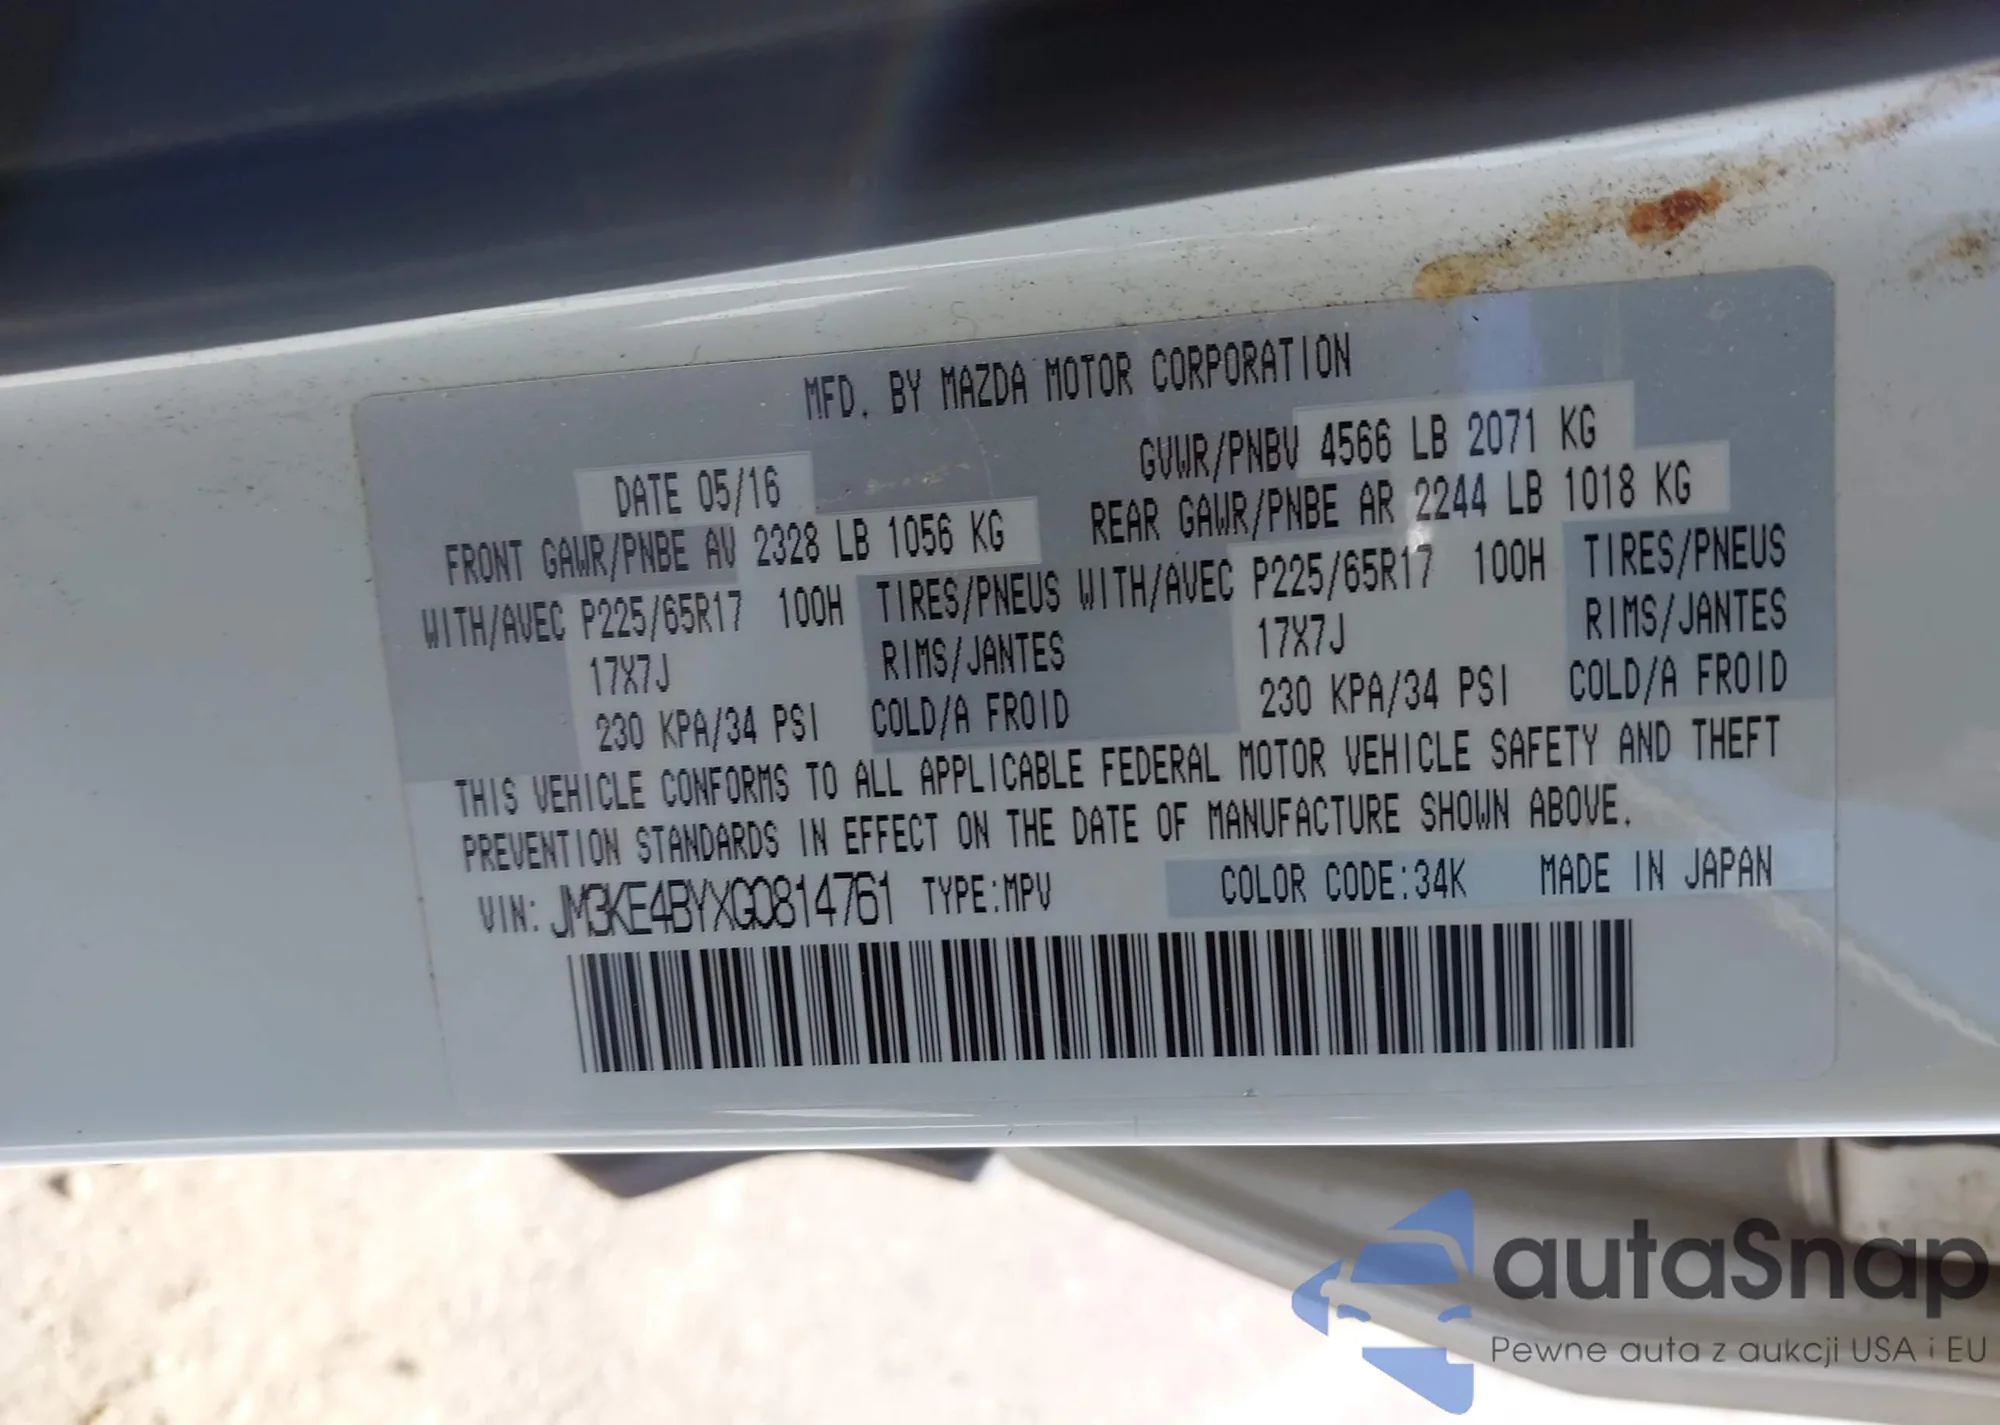 MFD. BY MAZDA MOTOR CORPORATION
DATE 05/16 GVWR/PNBV 4566 LB 2071 KG
FRONT GAWR/PNBE AV 2328 LB 1056 KG REAR GAWR/PNBE AR 2244 LB 1018 KG
WITH/AVEC P225/65R17 100H TIRES/PNEUS WITH/AVEC P225/65R17 100H TIRES/PNEUS
17X7J RIMS/JANTES 17X7J RIMS/JANTES
230 KPA/34 PSI COLD/A FROID 230 KPA/34 PSI COLD/A FROID
THIS VEHICLE CONFORMS TO ALL APPLICABLE FEDERAL MOTOR VEHICLE SAFETY AND THEFT
PREVENTION STANDARDS IN EFFECT ON THE DATE OF MANUFACTURE SHOWN ABOVE.
VIN: JM3KE4BYXG0814761 TYPE:MPV COLOR CODE:34K MADE IN JAPAN
autaSnap
Pewne auta z aukcji USA i EU